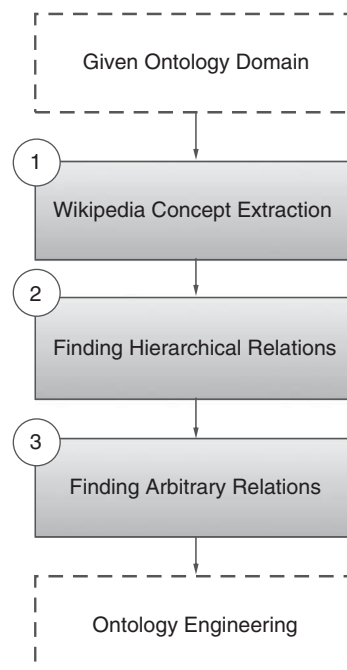 Given Ontology Domain
1
Wikipedia Concept Extraction
2
Finding Hierarchical Relations
3
Finding Arbitrary Relations
Ontology Engineering